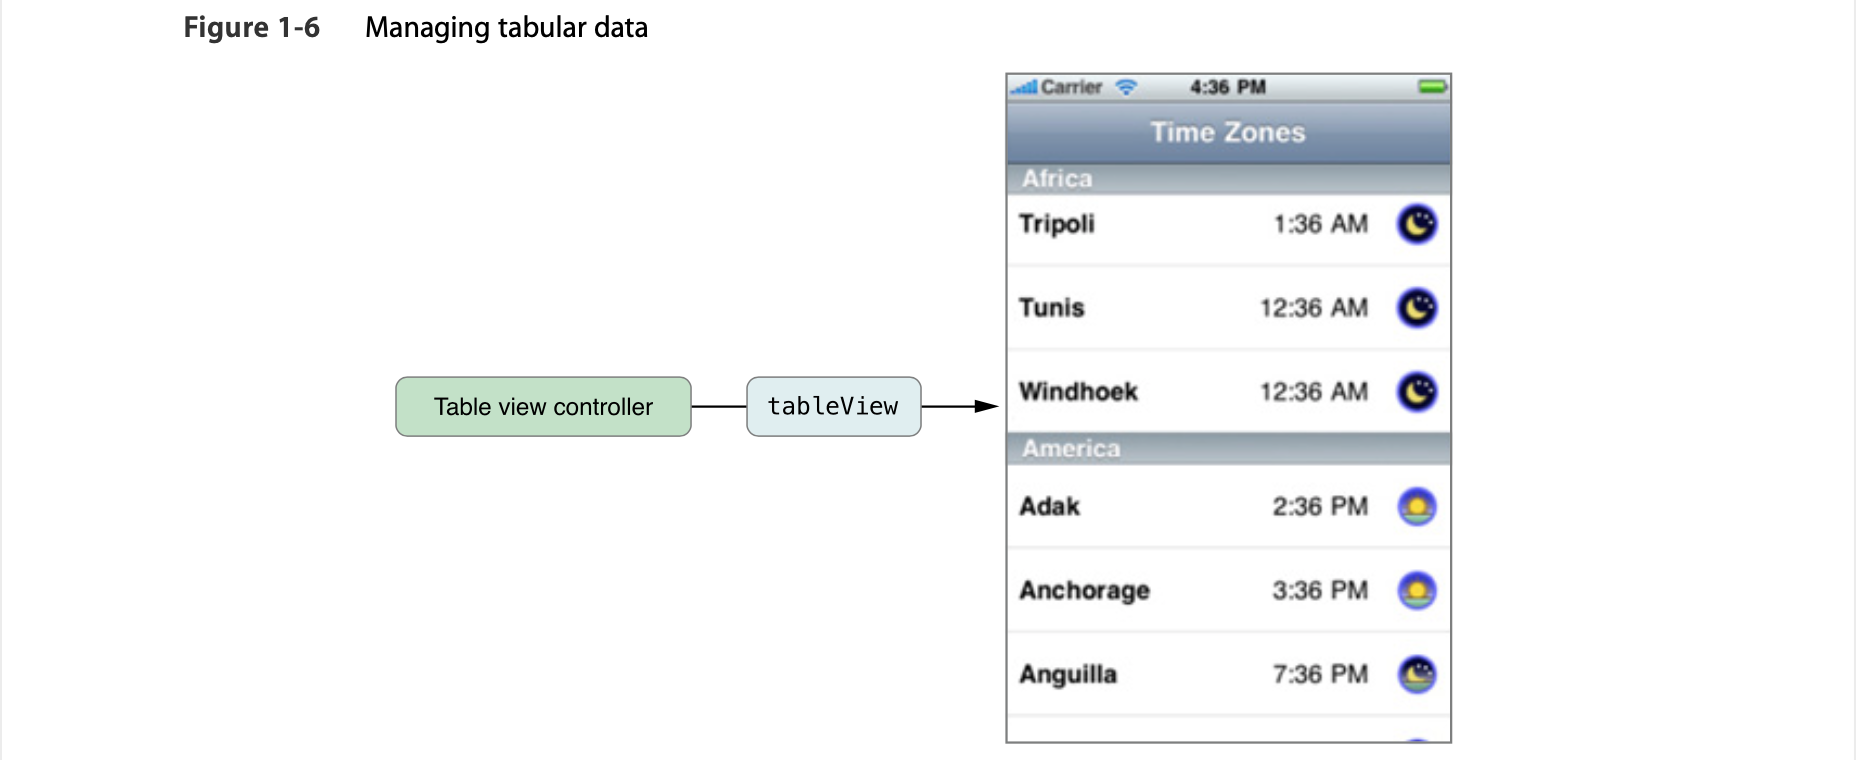 Figure 1-6 Managing tabular data
Carrier 4:36 PM
Time Zones
Africa
Tripoli 1:36 AM
Tunis 12:36 AM
Windhoek 12:36 AM
Table view controller
tableView
America
Adak 2:36 PM
Anchorage 3:36 PM
Anguilla 7:36 PM